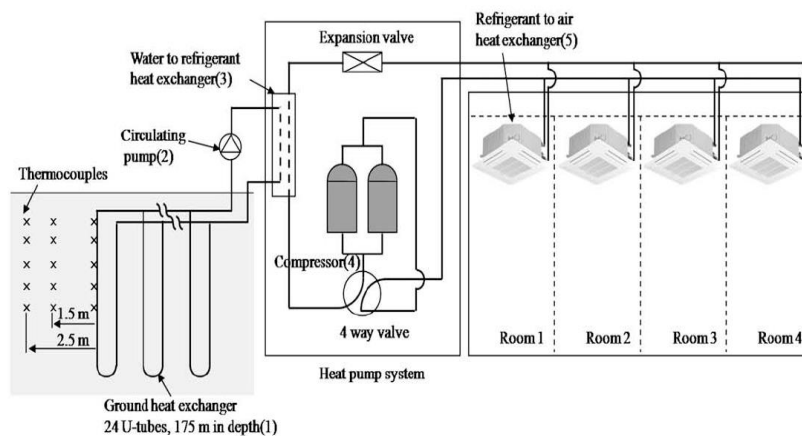 Refrigerant to air
heat exchanger(5)
Expansion valve
Water to refrigerant
heat exchanger(3)
Circulating
pump(2)
Thermocouples
x x x
x x x
x x x
x x x
Compressor(4)
1.5 m
2.5 m
4 way valve
Room 1 Room 2 Room 3 Room 4
Heat pump system
Ground heat exchanger
24 U-tubes, 175 m in depth(1)